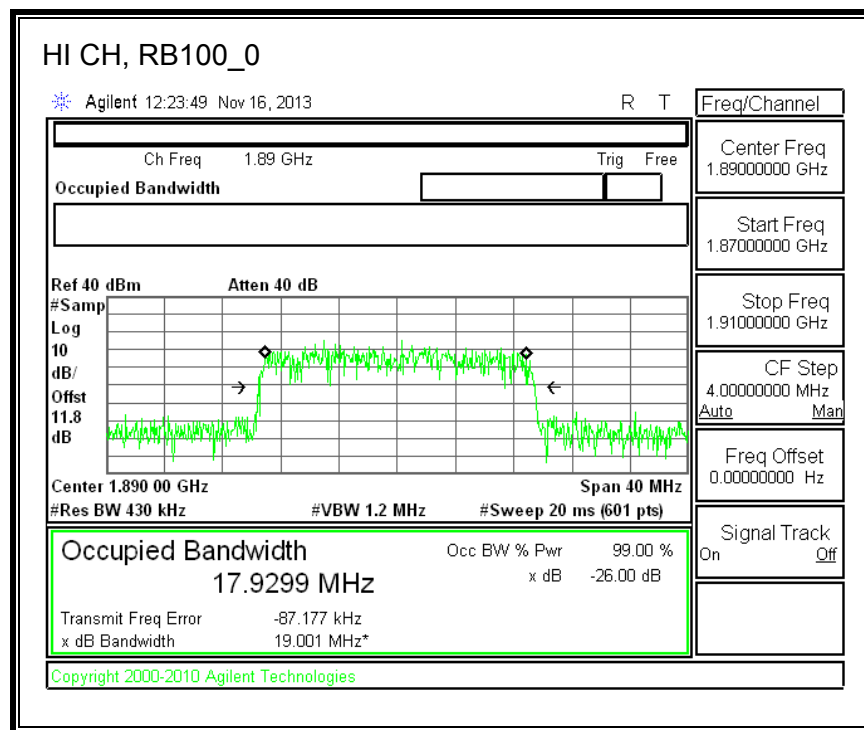 HI CH, RB100_0
Agilent 12:23:49 Nov 16, 2013 R T
Freq/Channel
Ch Freq 1.89 GHz Trig Free
Occupied Bandwidth
Center Freq
1.89000000 GHz
Start Freq
1.87000000 GHz
Stop Freq
1.91000000 GHz
CF Step
4.00000000 MHz
Auto Man
Freq Offset
0.00000000 Hz
Signal Track
On Off
Ref 40 dBm Atten 40 dB
#Samp
Log
10
dB/
Offst
11.8
dB
Center 1.890 00 GHz Span 40 MHz
#Res BW 430 kHz #VBW 1.2 MHz #Sweep 20 ms (601 pts)
Occupied Bandwidth
17.9299 MHz
Occ BW % Pwr 99.00 %
x dB -26.00 dB
Transmit Freq Error -87.177 kHz
x dB Bandwidth 19.001 MHz*
Copyright 2000-2010 Agilent Technologies